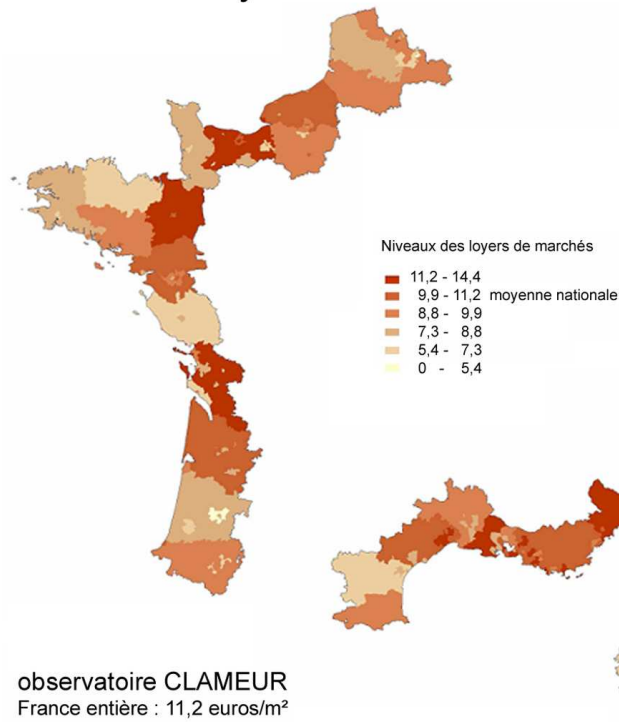 Niveaux des loyers de marchés
11,2 - 14,4
9,9 - 11,2 moyenne nationale
8,8 - 9,9
7,3 - 8,8
5,4 - 7,3
0 - 5,4
observatoire CLAMEUR
France entière : 11,2 euros/m²